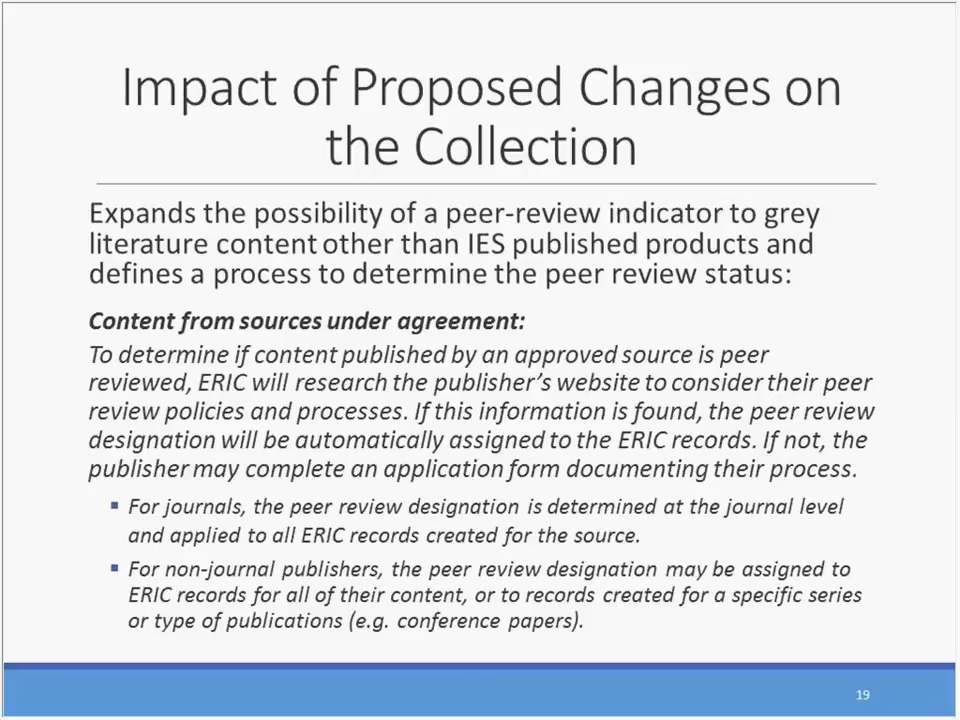 Impact of Proposed Changes on
the Collection
Expands the possibility of a peer-review indicator to grey
literature content other than IES published products and
defines a process to determine the peer review status:
Content from sources under agreement:
To determine if content published by an approved source is peer
reviewed, ERIC will research the publisher's website to consider their peer
review policies and processes. If this information is found, the peer review
designation will be automatically assigned to the ERIC records. If not, the
publisher may complete an application form documenting their process.
▪ For journals, the peer review designation is determined at the journal level
and applied to all ERIC records created for the source.
▪ For non-journal publishers, the peer review designation may be assigned to
ERIC records for all of their content, or to records created for a specific series
or type of publications (e.g. conference papers).
19